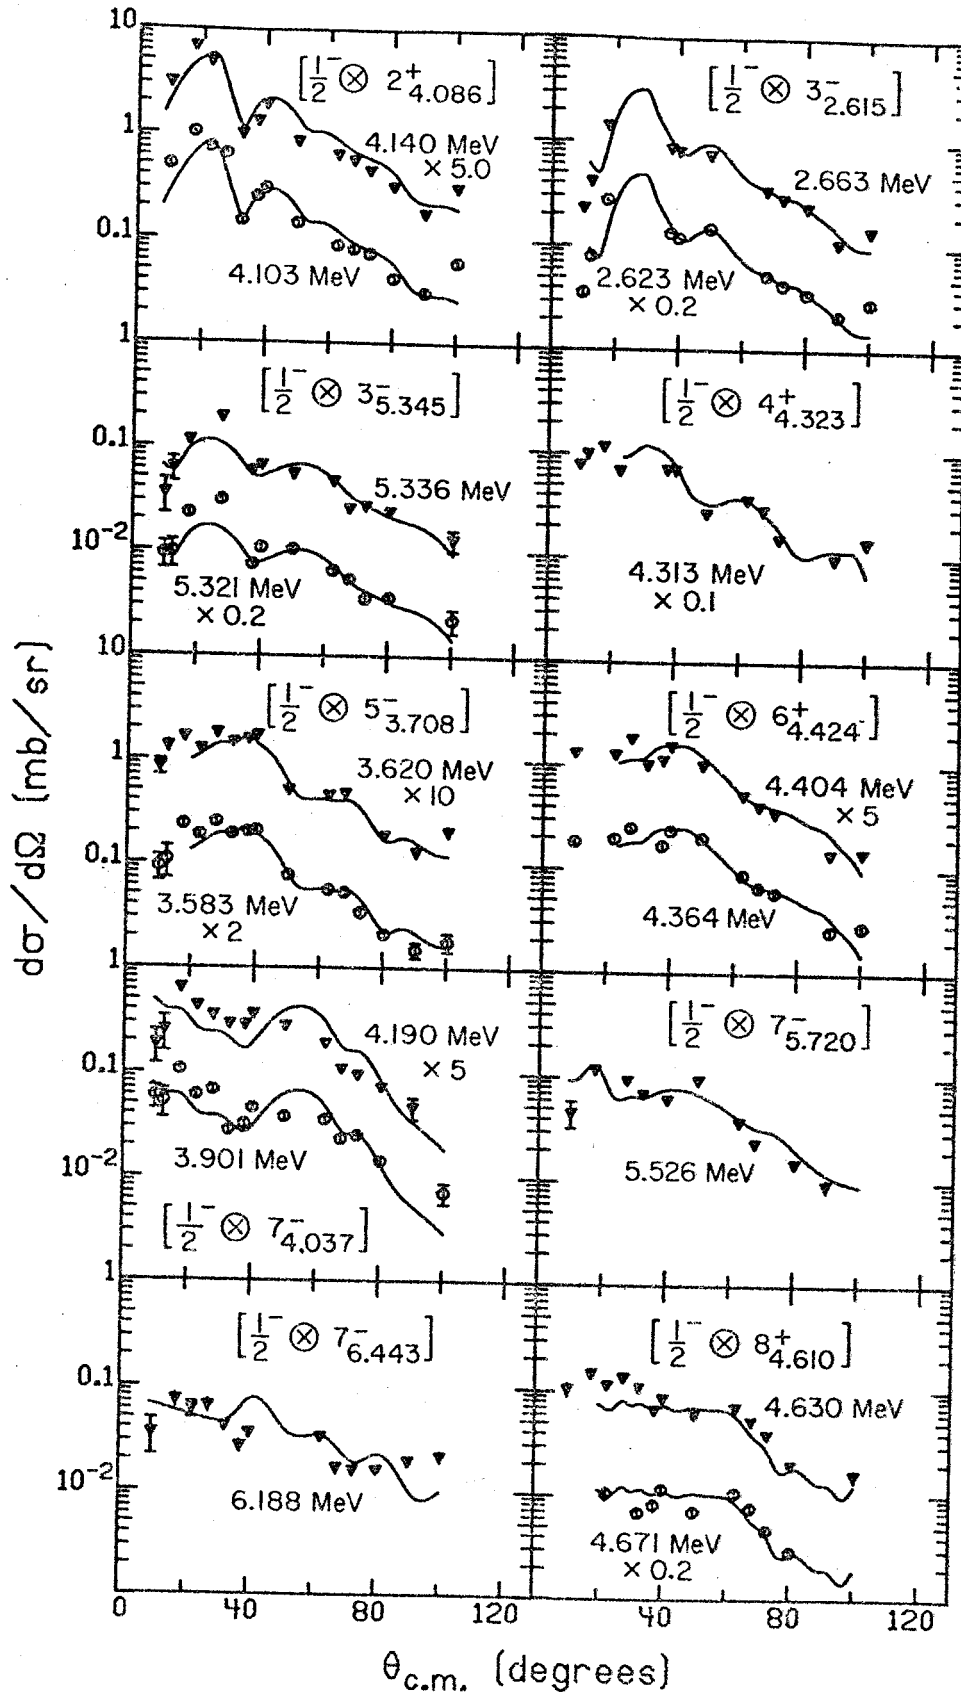 10
1
0.1
1
0.1
10⁻²
10
1
0.1
1
0.1
10⁻²
1
0.1
10⁻²
dσ/dΩ [mb/sr]
[1/2⁻ ⊗ 2⁺4.086]
4.140 MeV
× 5.0
4.103 MeV
[1/2⁻ ⊗ 3⁻2.615]
2.663 MeV
2.623 MeV
× 0.2
[1/2⁻ ⊗ 3⁻5.345]
5.336 MeV
5.321 MeV
× 0.2
[1/2⁻ ⊗ 4⁺4.323]
4.313 MeV
× 0.1
[1/2⁻ ⊗ 5⁻3.708]
3.620 MeV
× 10
3.583 MeV
× 2
[1/2⁻ ⊗ 6⁺4.424]
4.404 MeV
× 5
4.364 MeV
4.190 MeV
× 5
3.901 MeV
[1/2⁻ ⊗ 7⁻4.037]
[1/2⁻ ⊗ 7⁻5.720]
5.526 MeV
[1/2⁻ ⊗ 7⁻6.443]
6.188 MeV
[1/2⁻ ⊗ 8⁺4.610]
4.630 MeV
4.671 MeV
× 0.2
0 40 80 120 40 80 120
θc.m. (degrees)